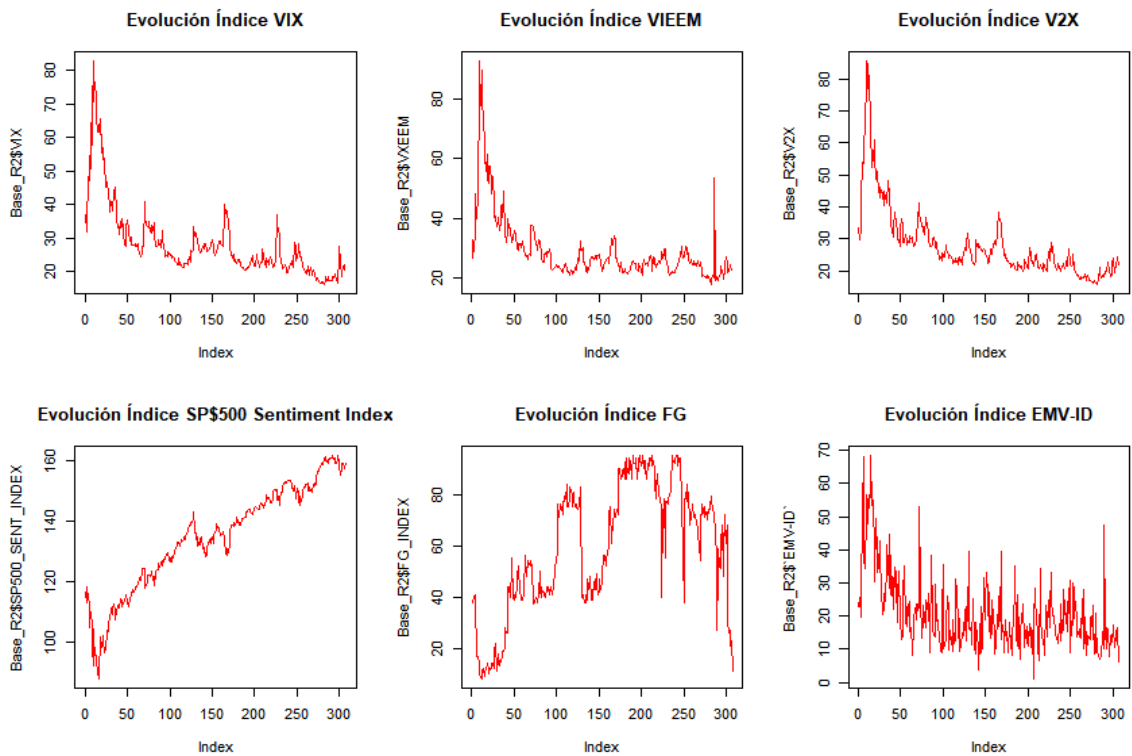 Evolución Índice VIX
Base_R2$VIX
80
70
60
50
40
30
20
0 50 100 150 200 250 300
Index
Evolución Índice VIEEM
Base_R2$VXEEM
80
60
40
20
0 50 100 150 200 250 300
Index
Evolución Índice V2X
Base_R2$V2X
80
70
60
50
40
30
20
0 50 100 150 200 250 300
Index
Evolución Índice SP$500 Sentiment Index
Base_R2$SP500_SENT_INDEX
160
140
120
100
0 50 100 150 200 250 300
Index
Evolución Índice FG
Base_R2$FG_INDEX
80
60
40
20
0 50 100 150 200 250 300
Index
Evolución Índice EMV-ID
Base_R2$`EMV-ID`
70
60
50
40
30
20
10
0
0 50 100 150 200 250 300
Index